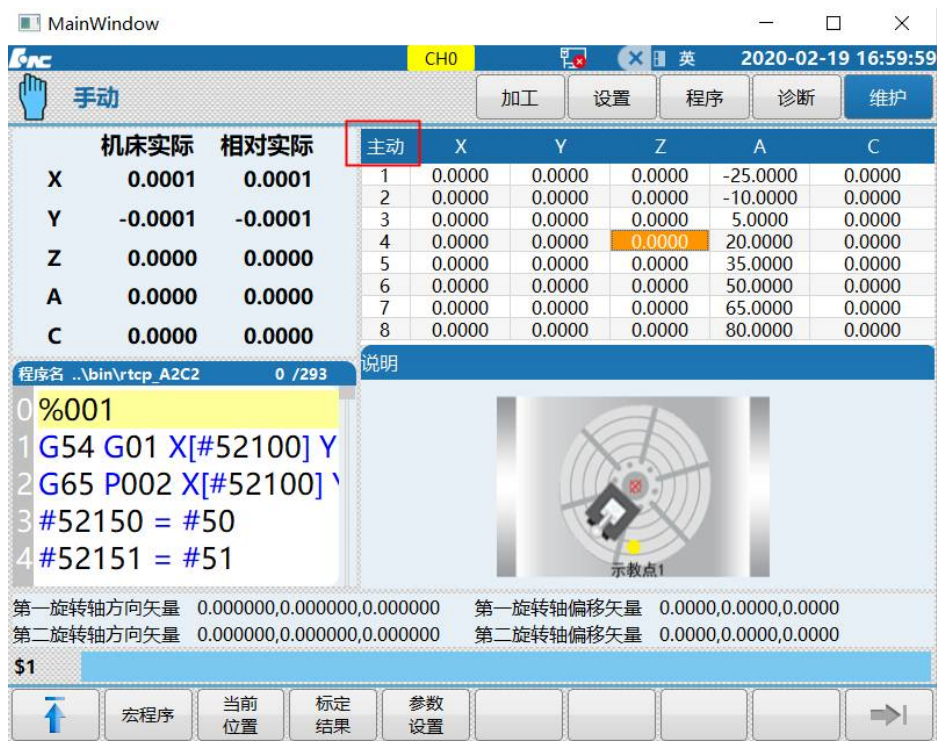 MainWindow
CH0 英 2020-02-19 16:59:59
手动 加工 设置 程序 诊断 维护
机床实际 相对实际
X 0.0001 0.0001
Y -0.0001 -0.0001
Z 0.0000 0.0000
A 0.0000 0.0000
C 0.0000 0.0000
主动 X Y Z A C
1 0.0000 0.0000 0.0000 -25.0000 0.0000
2 0.0000 0.0000 0.0000 -10.0000 0.0000
3 0.0000 0.0000 0.0000 5.0000 0.0000
4 0.0000 0.0000 0.0000 20.0000 0.0000
5 0.0000 0.0000 0.0000 35.0000 0.0000
6 0.0000 0.0000 0.0000 50.0000 0.0000
7 0.0000 0.0000 0.0000 65.0000 0.0000
8 0.0000 0.0000 0.0000 80.0000 0.0000
程序名 ..\bin\rtcp_A2C2 0 /293
0 %001
1 G54 G01 X[#52100] Y
2 G65 P002 X[#52100]
3 #52150 = #50
4 #52151 = #51
说明
示教点1
第一旋转轴方向矢量 0.000000,0.000000,0.000000 第一旋转轴偏移矢量 0.0000,0.0000,0.0000
第二旋转轴方向矢量 0.000000,0.000000,0.000000 第二旋转轴偏移矢量 0.0000,0.0000,0.0000
$1
宏程序 当前位置 标定结果 参数设置